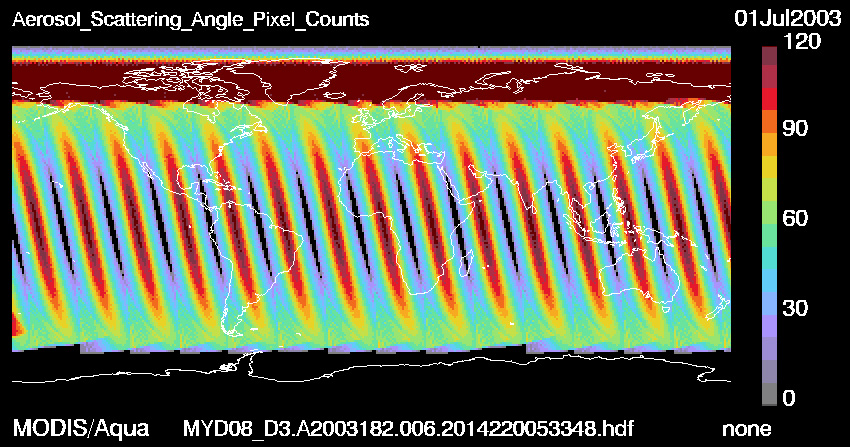 Aerosol_Scattering_Angle_Pixel_Counts 01Jul2003
120
90
60
30
0
MODIS/Aqua MYD08_D3.A2003182.006.2014220053348.hdf none